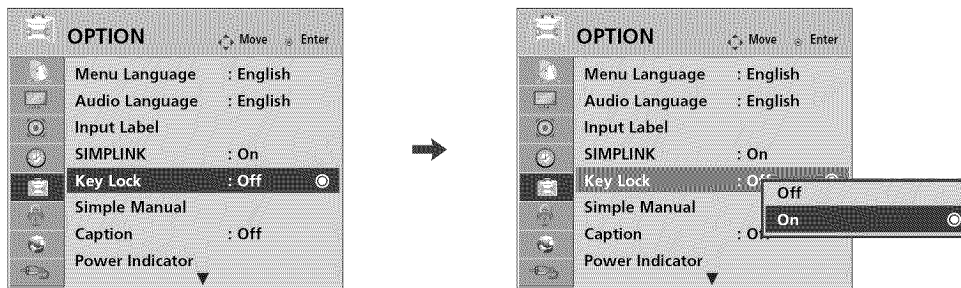 OPTION
Move Enter
Menu Language : English
Audio Language : English
Input Label
SIMPLINK : On
Key Lock : Off
Simple Manual
Caption : Off
Power Indicator
OPTION
Move Enter
Menu Language : English
Audio Language : English
Input Label
SIMPLINK : On
Key Lock
Simple Manual
Caption
Power Indicator
Off
On